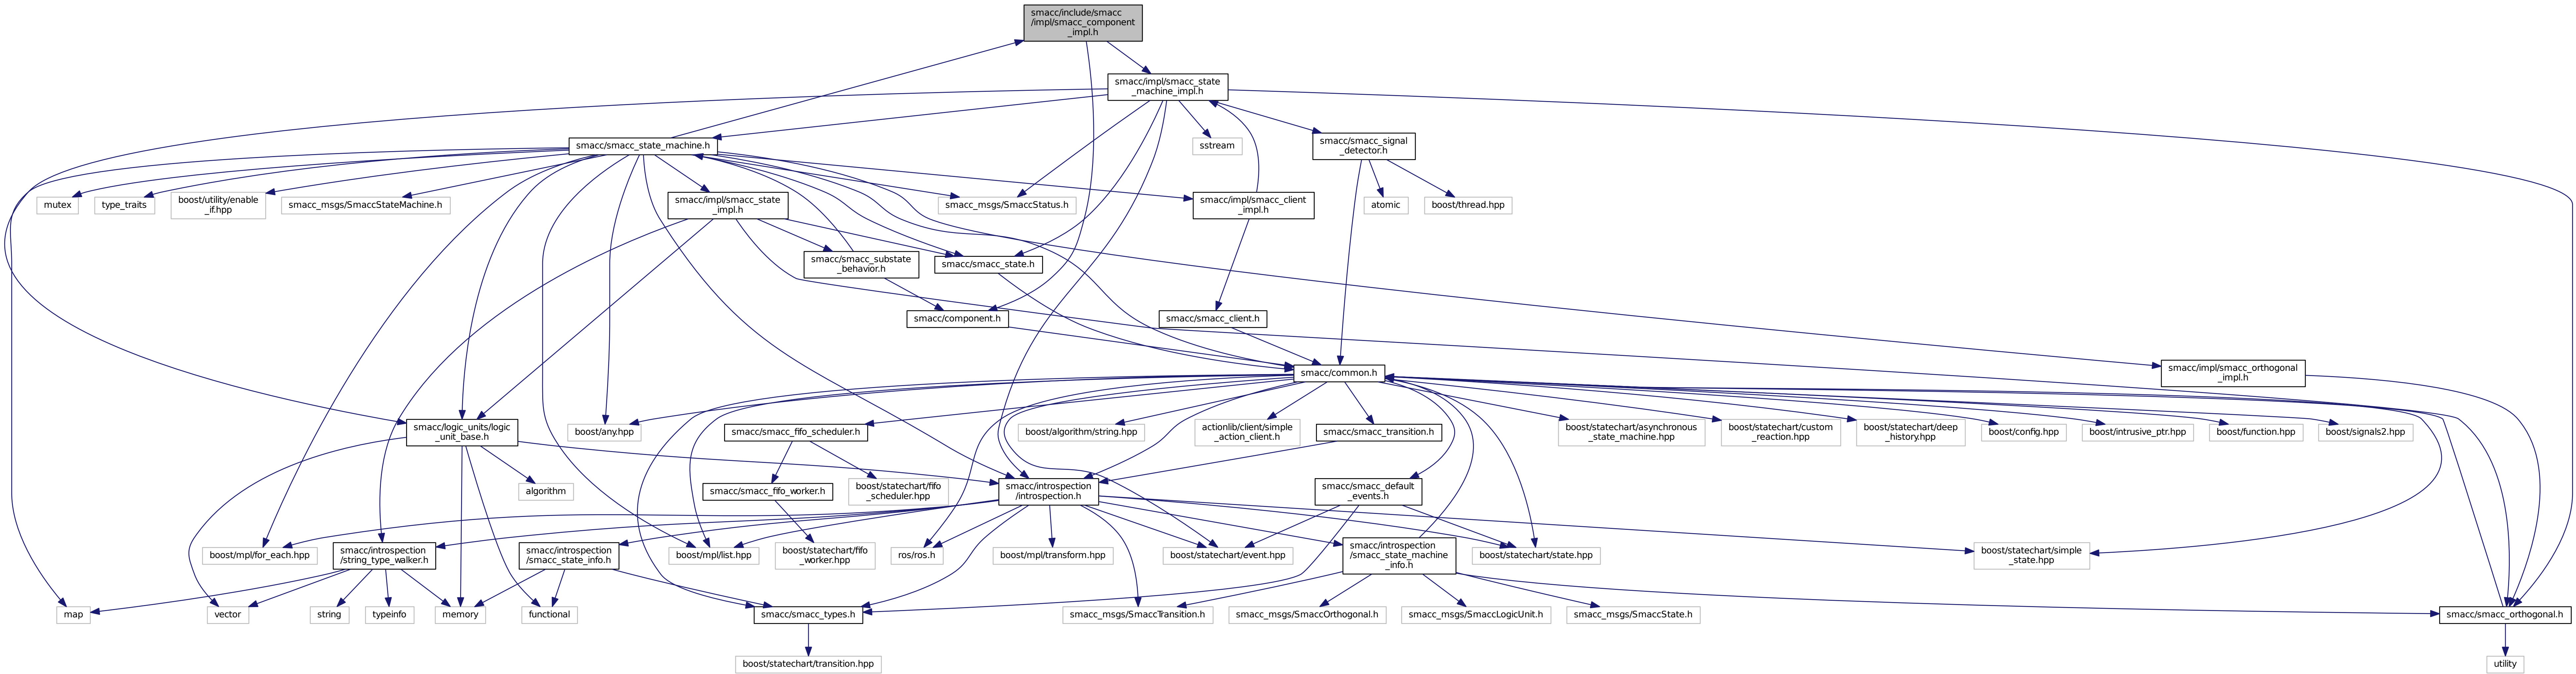 smacc/include/smacc
/impl/smacc_component
_impl.h
smacc/impl/smacc_state
_machine_impl.h
smacc/smacc_state_machine.h
sstream
smacc/smacc_signal
_detector.h
mutex
type_traits
boost/utility/enable
_if.hpp
smacc_msgs/SmaccStateMachine.h
smacc/impl/smacc_state
_impl.h
smacc_msgs/SmaccStatus.h
smacc/impl/smacc_client
_impl.h
atomic
boost/thread.hpp
smacc/smacc_substate
_behavior.h
smacc/smacc_state.h
smacc/component.h
smacc/smacc_client.h
smacc/common.h
smacc/impl/smacc_orthogonal
_impl.h
smacc/logic_units/logic
_unit_base.h
boost/any.hpp
smacc/smacc_fifo_scheduler.h
boost/algorithm/string.hpp
actionlib/client/simple
_action_client.h
smacc/smacc_transition.h
boost/statechart/asynchronous
_state_machine.hpp
boost/statechart/custom
_reaction.hpp
boost/statechart/deep
_history.hpp
boost/config.hpp
boost/intrusive_ptr.hpp
boost/function.hpp
boost/signals2.hpp
algorithm
smacc/smacc_fifo_worker.h
boost/statechart/fifo
_scheduler.hpp
smacc/introspection
/introspection.h
smacc/smacc_default
_events.h
boost/mpl/for_each.hpp
smacc/introspection
/string_type_walker.h
smacc/introspection
/smacc_state_info.h
boost/mpl/list.hpp
boost/statechart/fifo
_worker.hpp
ros/ros.h
boost/mpl/transform.hpp
boost/statechart/event.hpp
smacc/introspection
/smacc_state_machine
_info.h
boost/statechart/state.hpp
boost/statechart/simple
_state.hpp
map
vector
string
typeinfo
memory
functional
smacc/smacc_types.h
smacc_msgs/SmaccTransition.h
smacc_msgs/SmaccOrthogonal.h
smacc_msgs/SmaccLogicUnit.h
smacc_msgs/SmaccState.h
smacc/smacc_orthogonal.h
boost/statechart/transition.hpp
utility